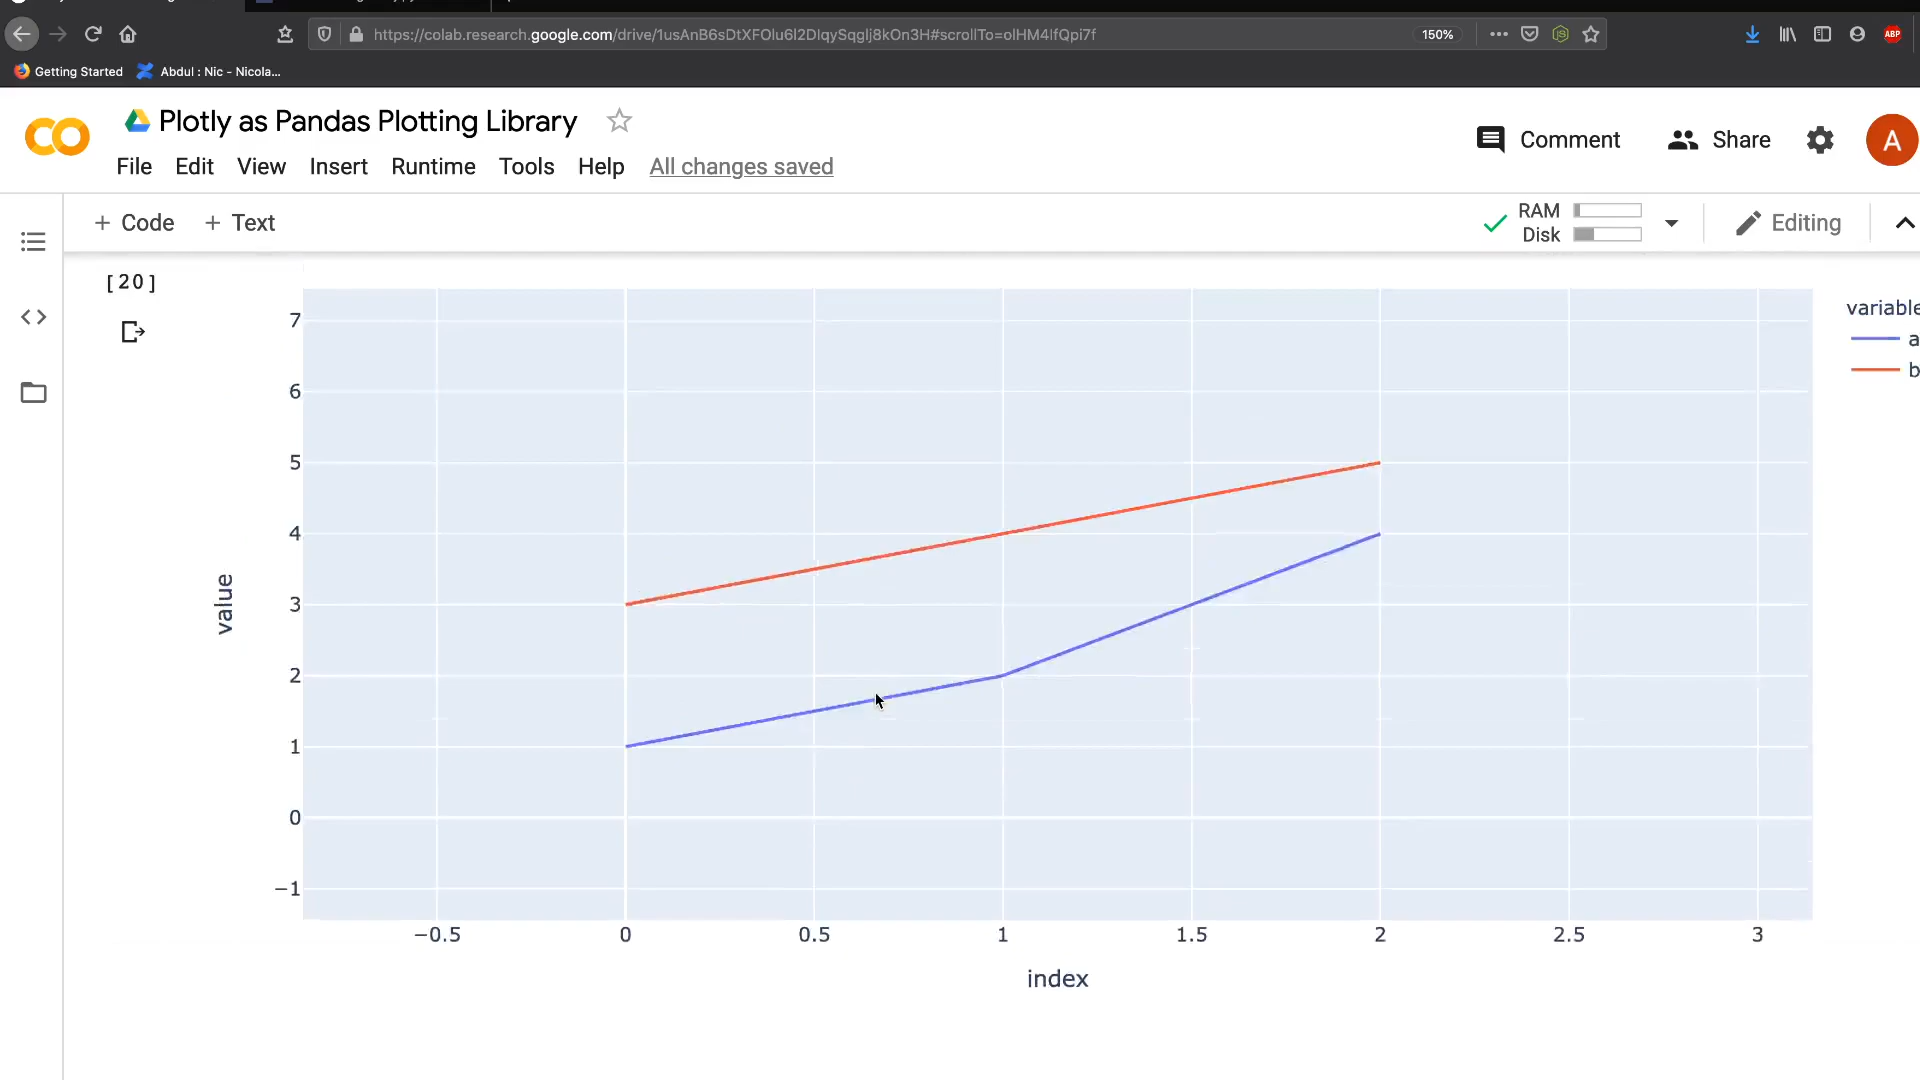 https://colab.research.google.com/drive/1usAnB6sDtXFOlu6I2DlqySqglj8kOn3H#scrollTo=olHM4lfQpi7f
150%
ABP
Getting Started
Abdul : Nic - Nicola...
Plotly as Pandas Plotting Library
Comment
Share
A
File Edit View Insert Runtime Tools Help All changes saved
+ Code + Text
RAM
Disk
Editing
[20]
variable
a
b
7
6
5
4
3
2
1
0
−1
value
−0.5 0 0.5 1 1.5 2 2.5 3
index